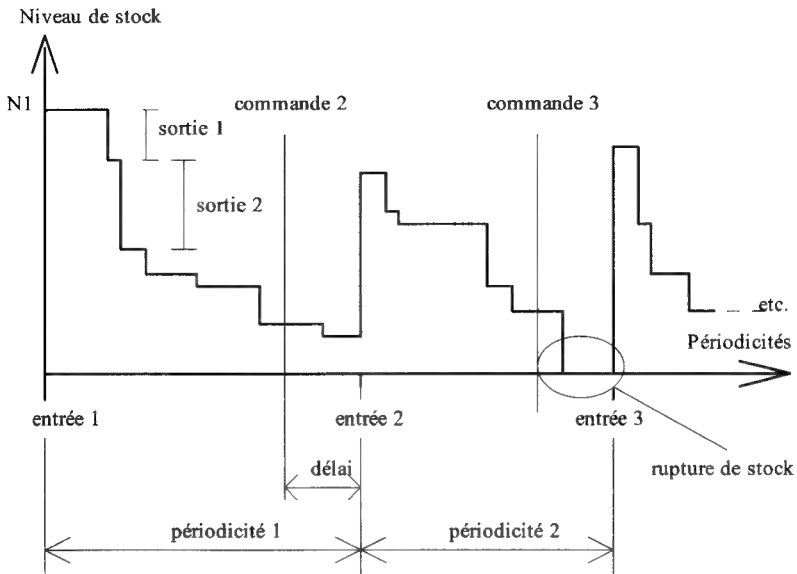 Niveau de stock
N1
commande 2
commande 3
sortie 1
sortie 2
etc.
Périodicités
entrée 1
entrée 2
entrée 3
délai
rupture de stock
périodicité 1
périodicité 2